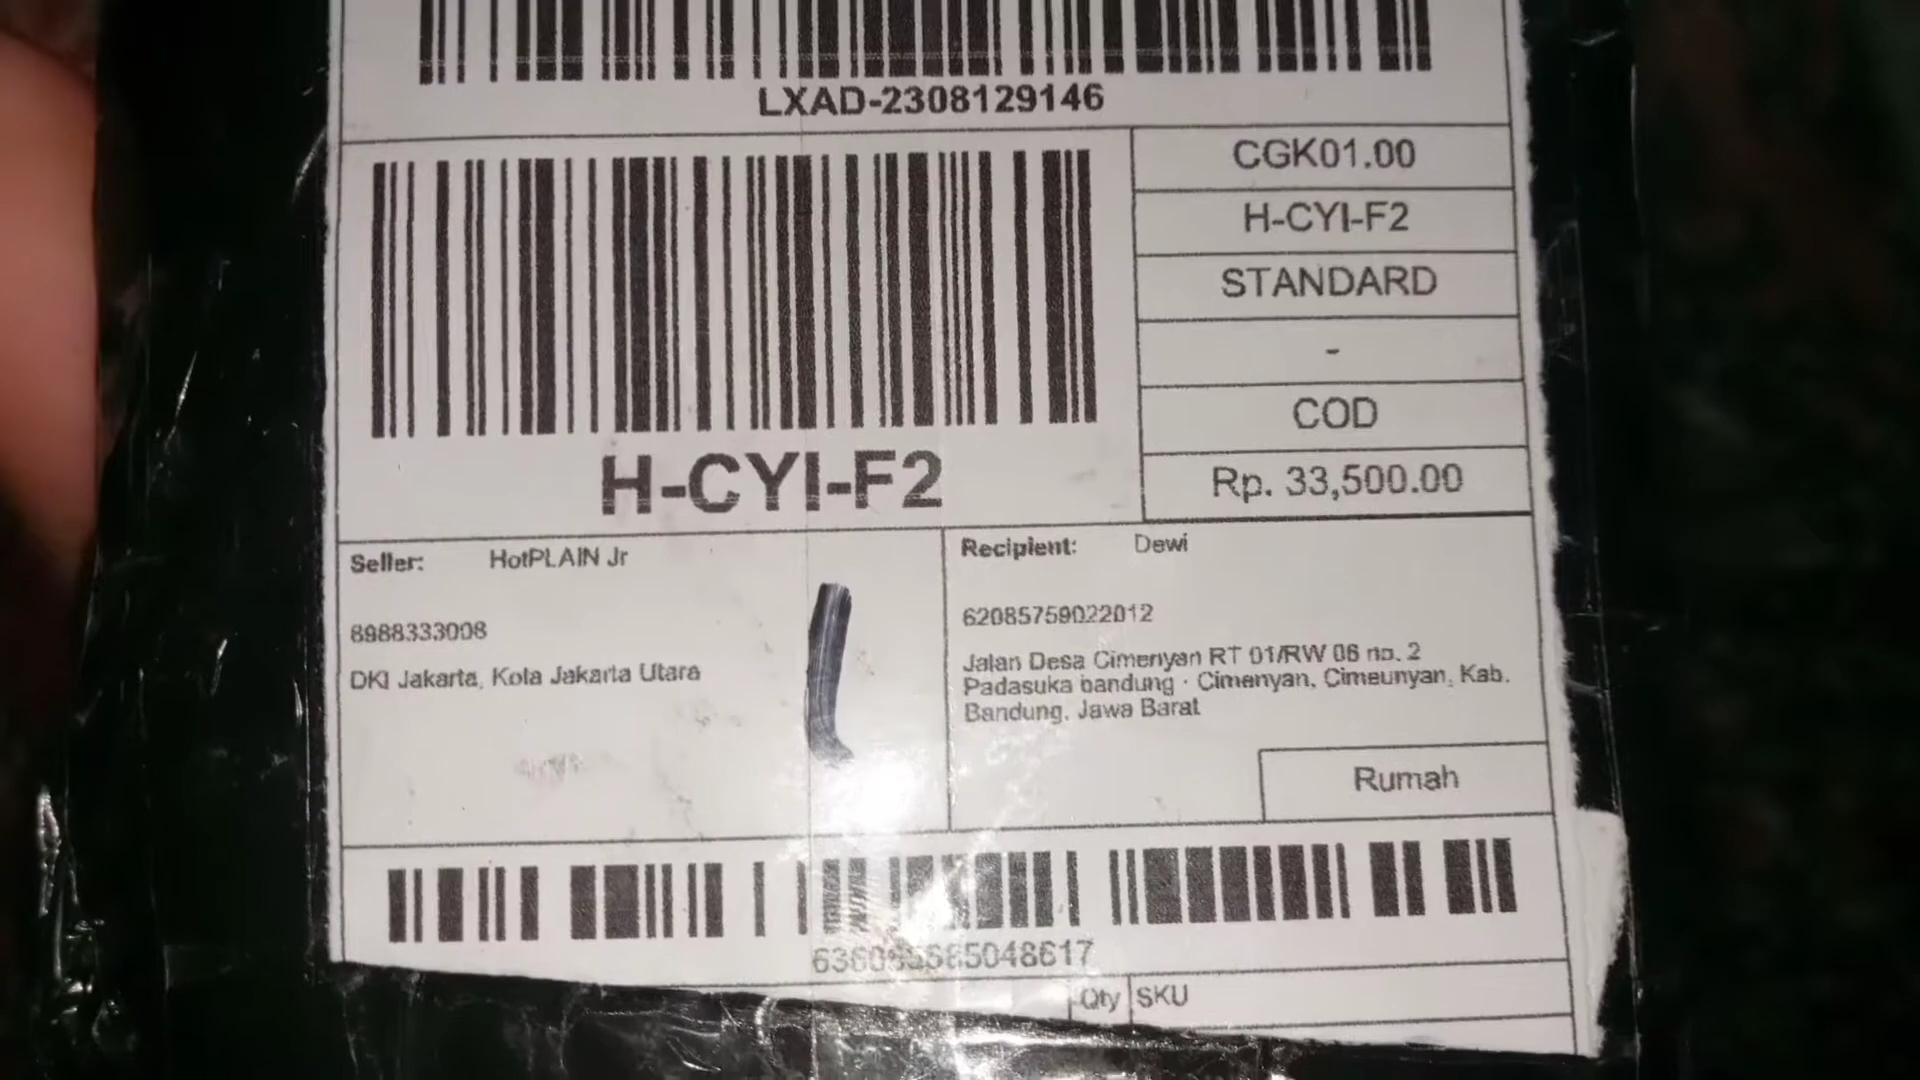 LXAD-2308129146
CGK01.00
H-CYI-F2
STANDARD
-
COD
Rp. 33,500.00
H-CYI-F2
Seller: HotPLAIN Jr
8988333008
DKI Jakarta, Kota Jakarta Utara
Recipient: Dewi
62085759022012
Jalan Desa Cimenyan RT 01/RW 06 no. 2
Padasuka bandung · Cimenyan, Cimeunyan, Kab.
Bandung, Jawa Barat
Rumah
Qty SKU